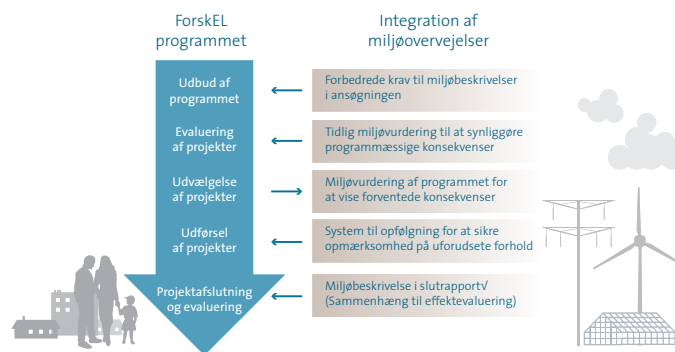 ForskEL
programmet
Integration af
miljøovervejelser
Udbud af
programmet
Forbedrede krav til miljøbeskrivelser
i ansøgningen
Evaluering
af projekter
Tidlig miljøvurdering til at synliggøre
programmæssige konsekvenser
Udvælgelse
af projekter
Miljøvurdering af programmet for
at vise forventede konsekvenser
Udførsel
af projekter
System til opfølgning for at sikre
opmærksomhed på uforudsete forhold
Projektafslutning
og evaluering
Miljøbeskrivelse i slutrapport√
(Sammenhæng til effektevaluering)